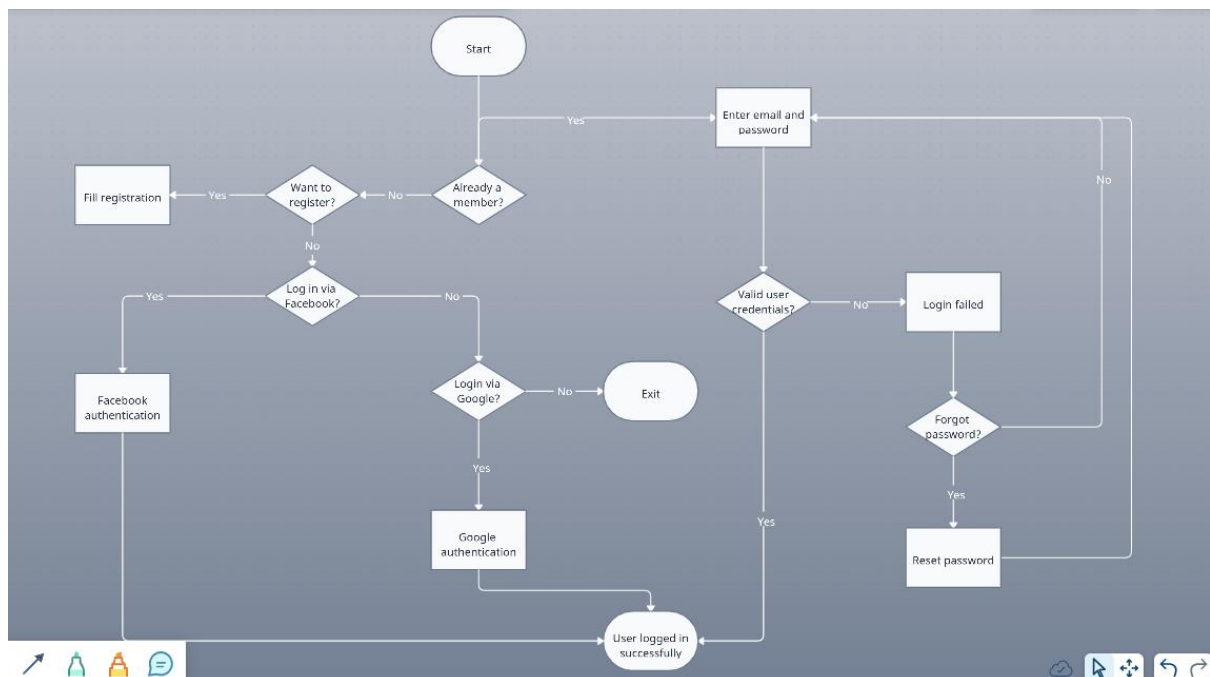 Start
Yes
Enter email and
password
No
Fill registration
Yes
Want to
register?
No
Already a
member?
No
Yes
Log in via
Facebook?
No
Valid user
credentials?
No
Login failed
Facebook
authentication
Login via
Google?
No
Exit
Forgot
password?
Yes
Yes
Yes
Google
authentication
Reset password
User logged in
successfully